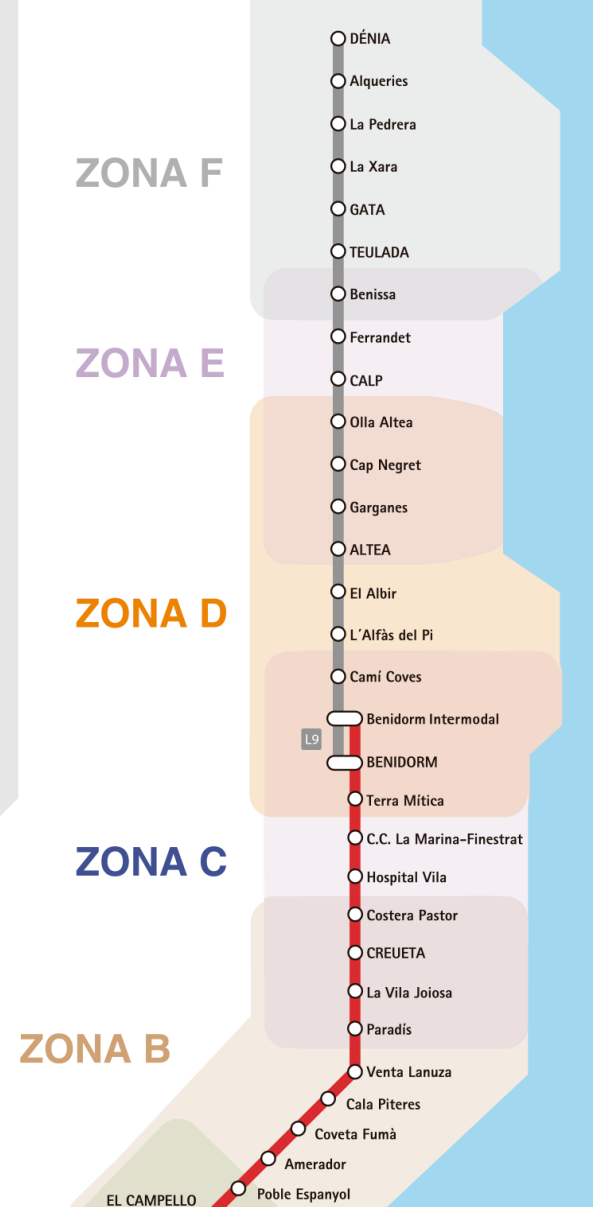 DÉNIA
Alqueries
La Pedrera
La Xara
ZONA F
GATA
TEULADA
Benissa
Ferrandet
ZONA E
CALP
Olla Altea
Cap Negret
Garganes
ALTEA
El Albir
ZONA D
L´Alfàs del Pi
Camí Coves
Benidorm Intermodal
L9
BENIDORM
Terra Mítica
C.C. La Marina-Finestrat
ZONA C
Hospital Vila
Costera Pastor
CREUETA
La Vila Joiosa
Paradís
ZONA B
Venta Lanuza
Cala Piteres
Coveta Fumà
Amerador
Poble Espanyol
EL CAMPELLO